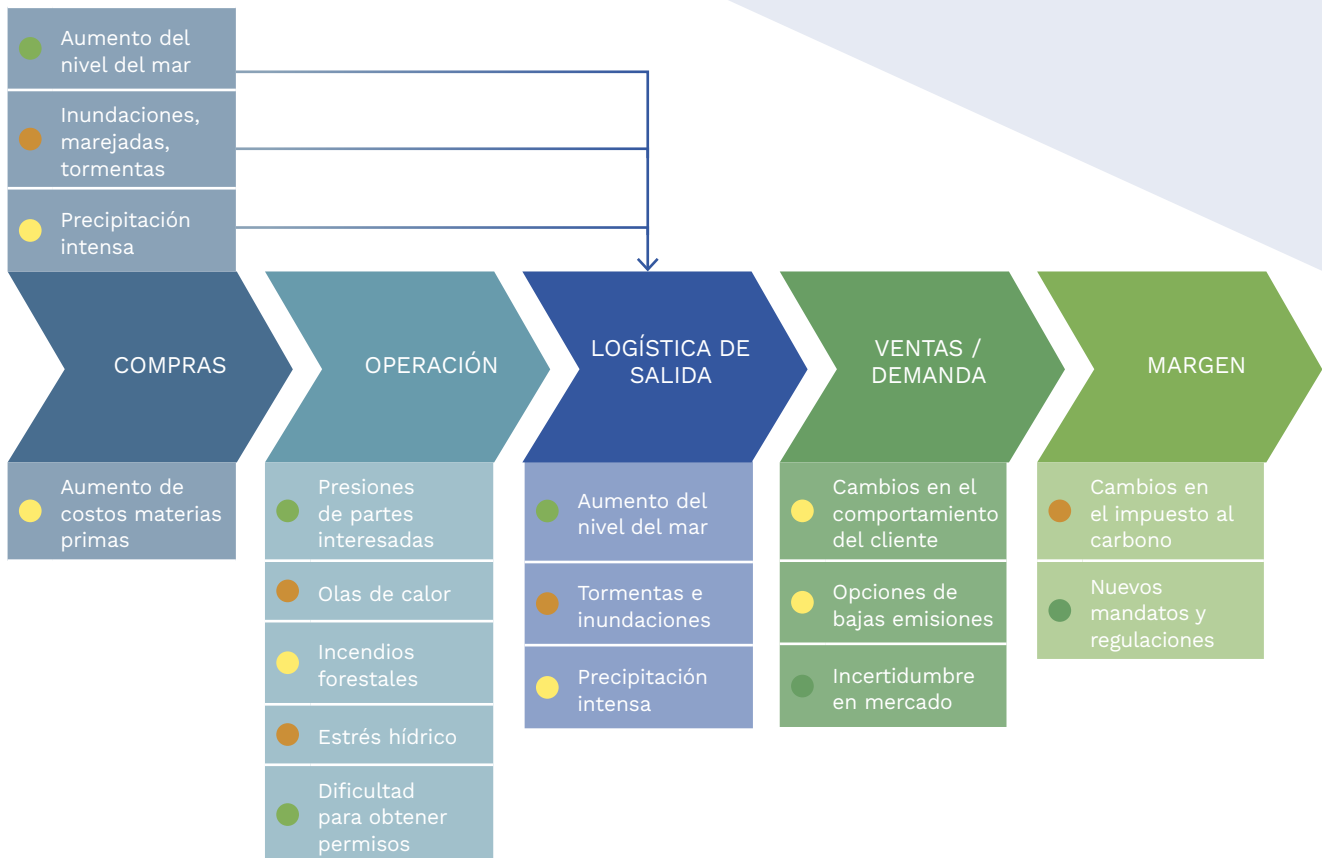 Aumento del
nivel del mar
Inundaciones,
marejadas,
tormentas
Precipitación
intensa
COMPRAS
OPERACIÓN
LOGÍSTICA DE
SALIDA
VENTAS /
DEMANDA
MARGEN
Aumento de
costos materias
primas
Presiones
de partes
interesadas
Olas de calor
Incendios
forestales
Estrés hídrico
Dificultad
para obtener
permisos
Aumento del
nivel del mar
Tormentas e
inundaciones
Precipitación
intensa
Cambios en el
comportamiento
del cliente
Opciones de
bajas emisiones
Incertidumbre
en mercado
Cambios en
el impuesto al
carbono
Nuevos
mandatos y
regulaciones